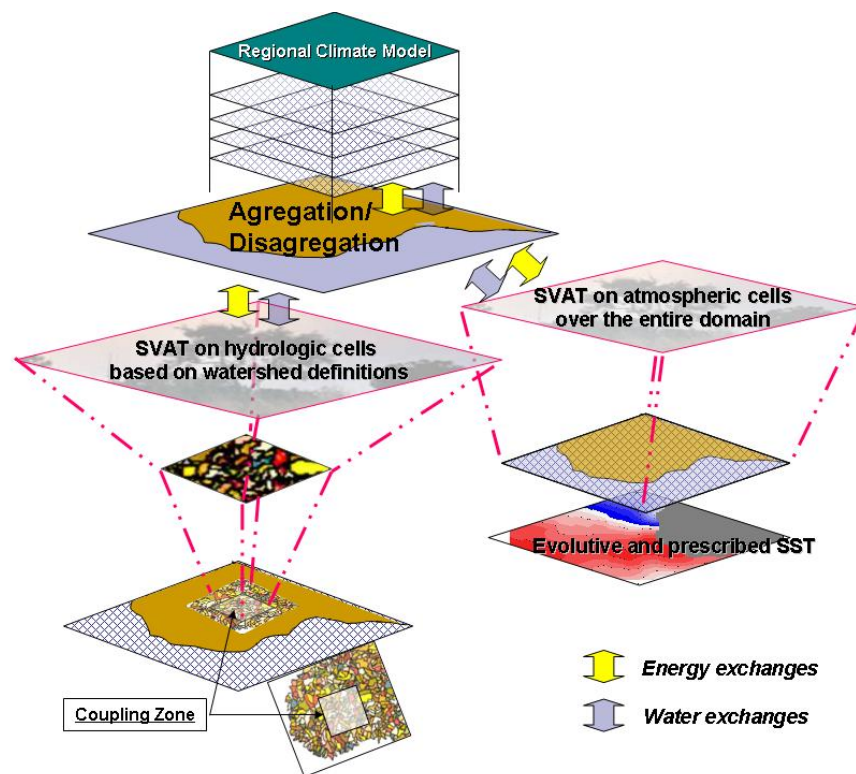 Regional Climate Model
Agregation/
Disagregation
SVAT on atmospheric cells
over the entire domain
SVAT on hydrologic cells
based on watershed definitions
Evolutive and prescribed SST
Coupling Zone
Energy exchanges
Water exchanges